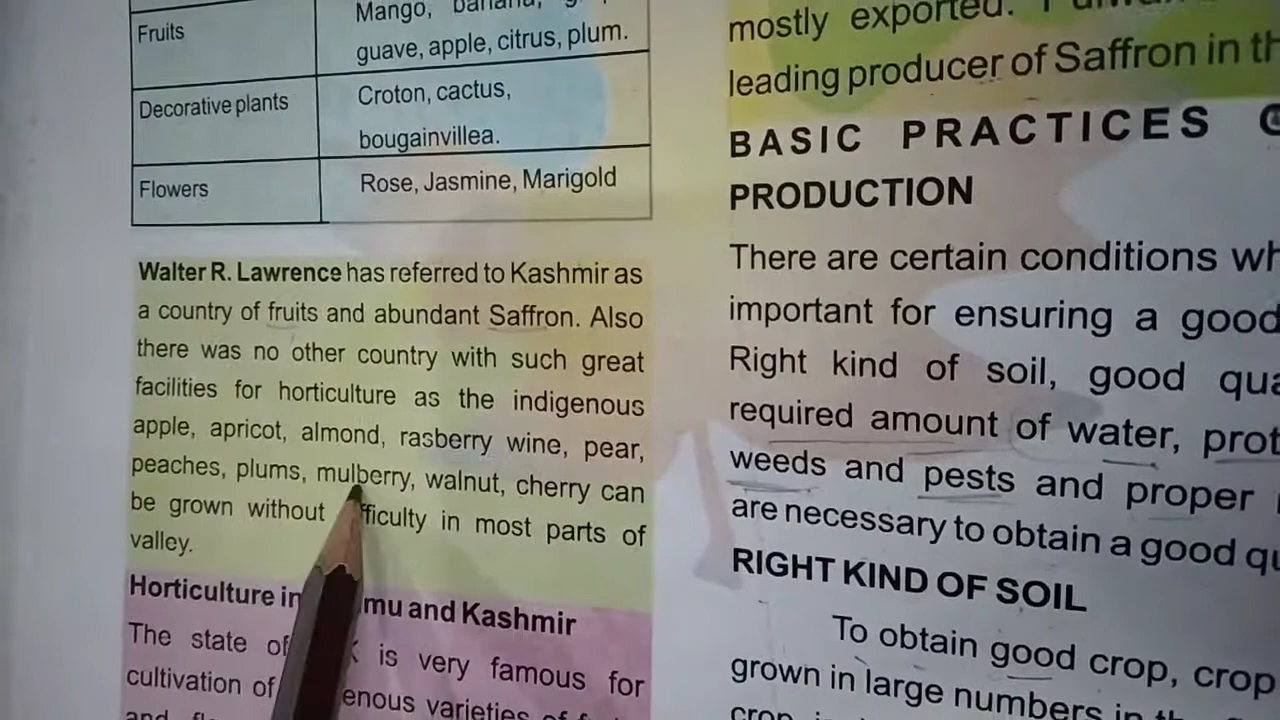 Fruits
Mango, banana,
guave, apple, citrus, plum.
Decorative plants
Croton, cactus,
bougainvillea.
Flowers
Rose, Jasmine, Marigold
Walter R. Lawrence has referred to Kashmir as
a country of fruits and abundant Saffron. Also
there was no other country with such great
facilities for horticulture as the indigenous
apple, apricot, almond, rasberry wine, pear,
peaches, plums, mulberry, walnut, cherry can
be grown without fficulty in most parts of
valley.
Horticulture in mu and Kashmir
The state of is very famous for
cultivation of enous varieties of
mostly exported.
leading producer of Saffron in th
BASIC PRACTICES
PRODUCTION
There are certain conditions wh
important for ensuring a good
Right kind of soil, good qua
required amount of water, prot
weeds and pests and proper
are necessary to obtain a good qu
RIGHT KIND OF SOIL
To obtain good crop, crop
grown in large numbers in